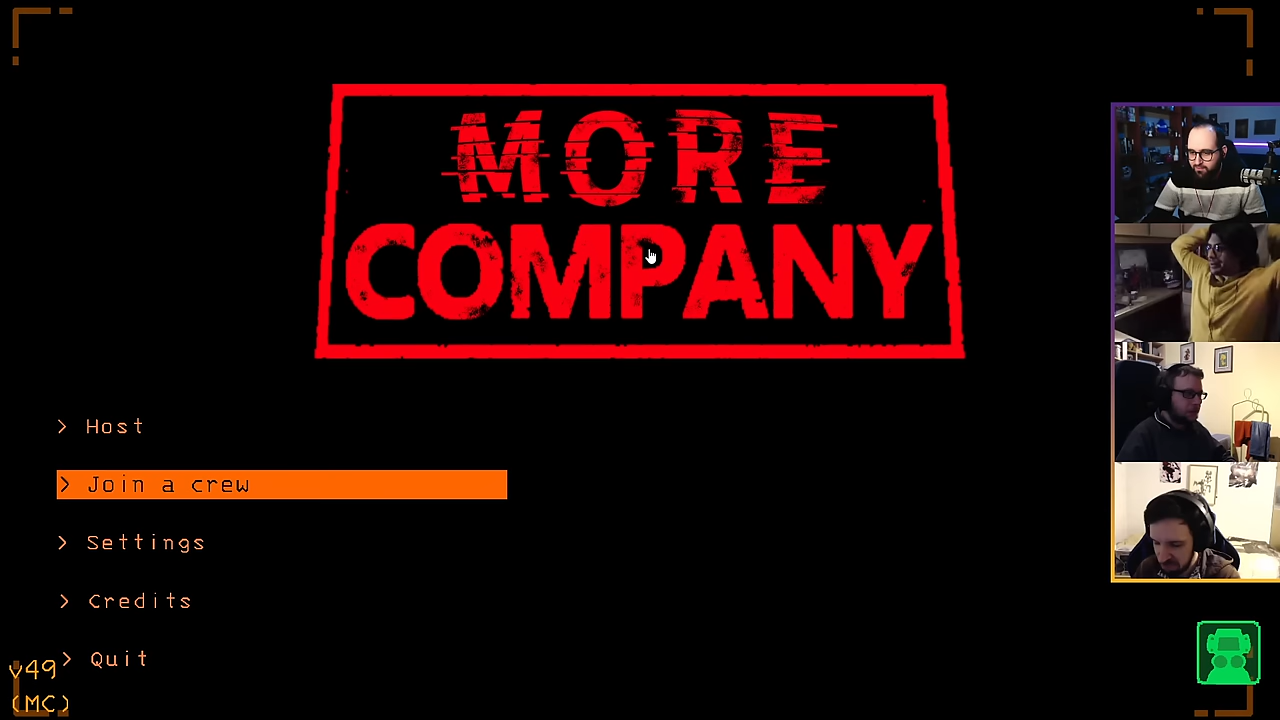 MORE
COMPANY
> Host
> Join a crew
> Settings
> Credits
> Quit
v49
(MC)